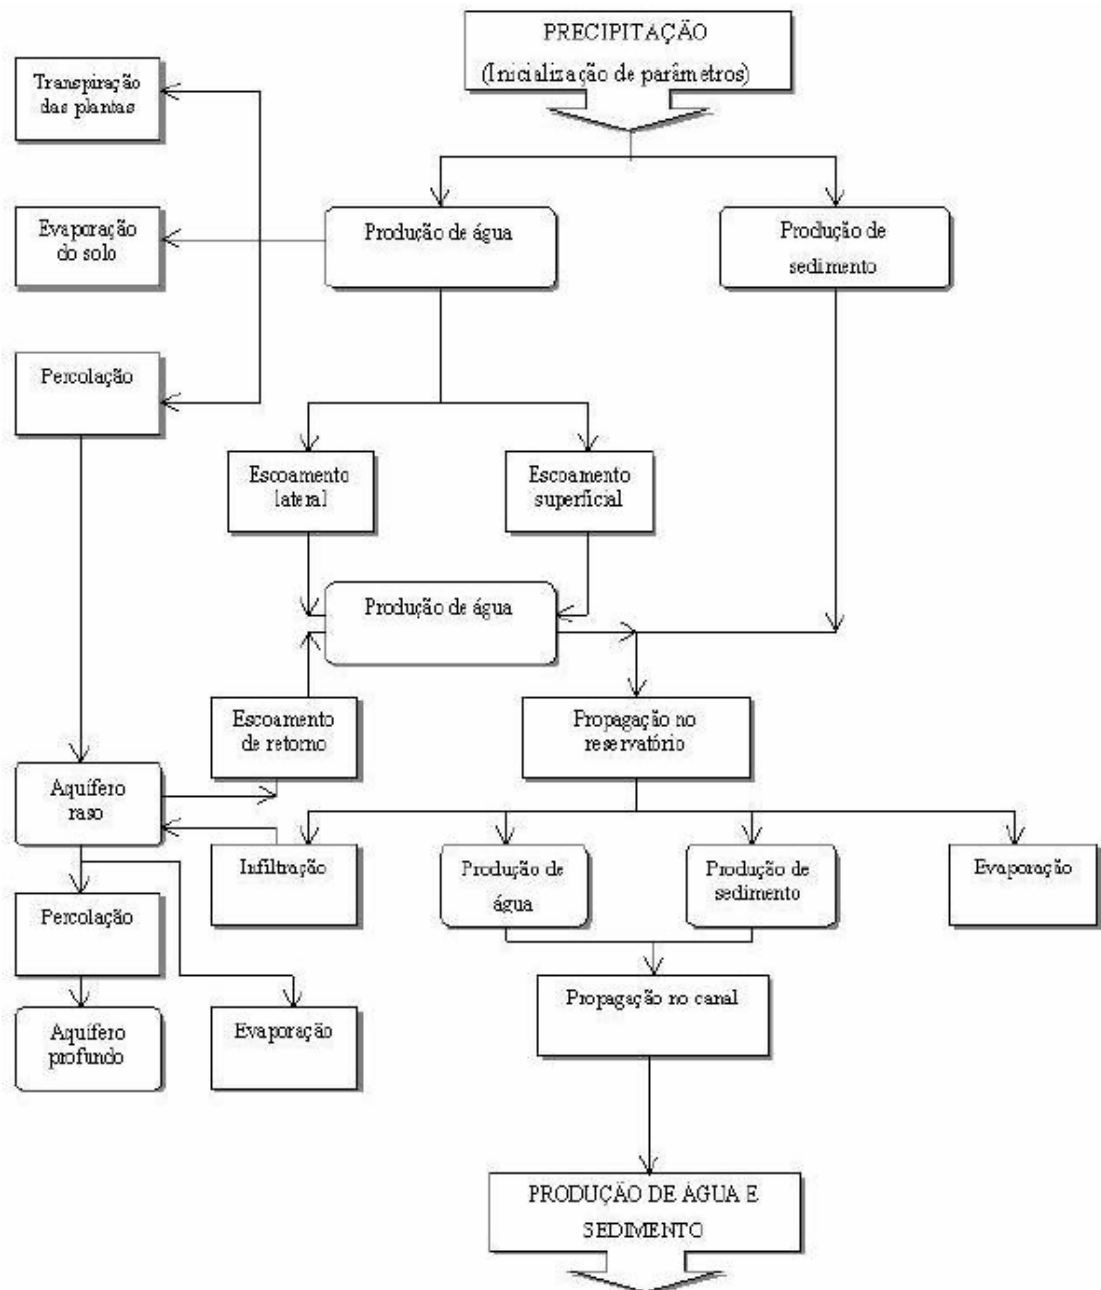 PRECIPITAÇÃO
(Inicialização de parâmetros)
Transpiração
das plantas
Evaporação
do solo
Produção de água
Produção de
sedimento
Percolação
Escoamento
lateral
Escoamento
superficial
Produção de água
Escoamento
de retorno
Propagação no
reservatório
Aquífero
raso
Infiltração
Produção de
água
Produção de
sedimento
Evaporação
Percolação
Aquífero
profundo
Evaporação
Propagação no canal
PRODUÇÃO DE ÁGUA E
SEDIMENTO